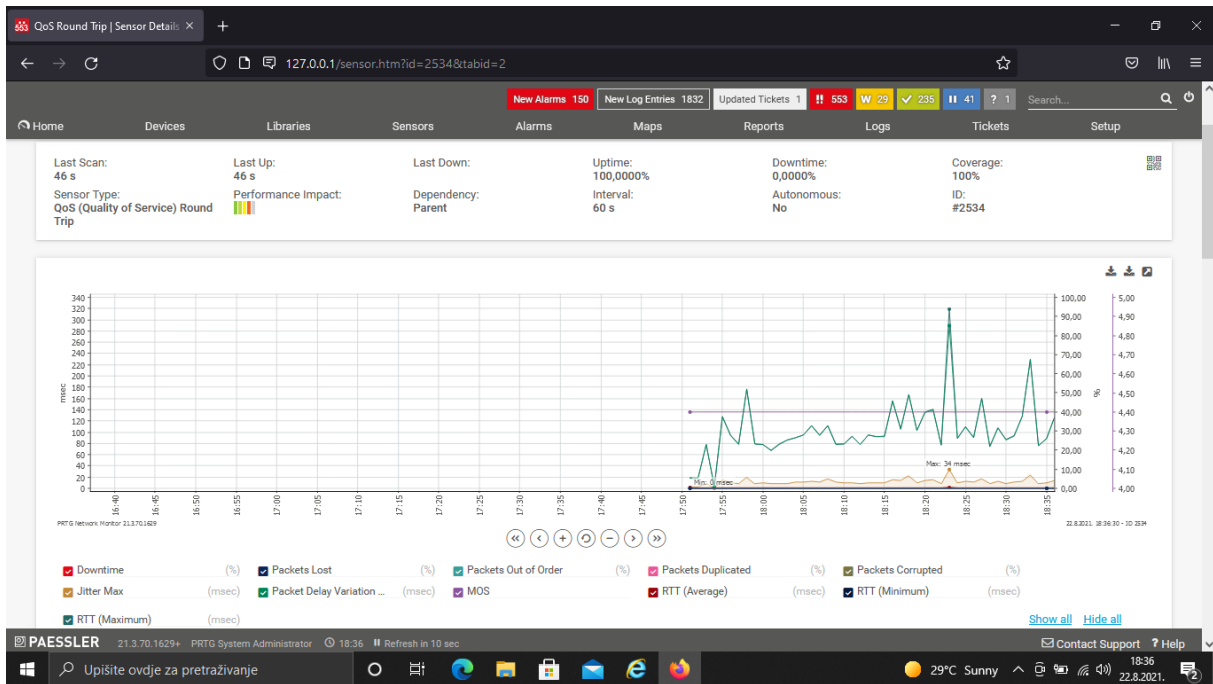 QoS Round Trip | Sensor Details
127.0.0.1/sensor.htm?id=2534&tabid=2
New Alarms 150 New Log Entries 1832 Updated Tickets 1 !! 553 W 29 235 41 ? 1 Search...
Home Devices Libraries Sensors Alarms Maps Reports Logs Tickets Setup
Last Scan: Last Up: Last Down: Uptime: Downtime: Coverage:
46 s 46 s 100,0000% 0,0000% 100%
Sensor Type: Performance Impact: Dependency: Interval: Autonomous: ID:
QoS (Quality of Service) Round Parent 60 s No #2534
Trip
340 100,00 5,00
320
300 90,00 4,90
280
260 80,00 4,80
240
220 70,00 4,70
200 60,00 4,60
180
160 50,00 4,50
msec %
140 40,00 4,40
120
100 30,00 4,30
80
60 20,00 4,20
40 Max: 34 msec 10,00 4,10
20 Min: 0 msec
0 0,00 4,00
16:40 16:45 16:50 16:55 17:00 17:05 17:10 17:15 17:20 17:25 17:30 17:35 17:40 17:45 17:50 17:55 18:00 18:05 18:10 18:15 18:20 18:25 18:30 18:35
PRTG Network Monitor 21.3.70.1629 22.8.2021. 18:36:30 - ID 2534
Downtime (%) Packets Lost (%) Packets Out of Order (%) Packets Duplicated (%) Packets Corrupted (%)
Jitter Max (msec) Packet Delay Variation ... (msec) MOS RTT (Average) (msec) RTT (Minimum) (msec)
RTT (Maximum) (msec) Show all Hide all
PAESSLER 21.3.70.1629+ PRTG System Administrator 18:36 Refresh in 10 sec Contact Support ? Help
Upišite ovdje za pretraživanje 29°C Sunny 18:36
22.8.2021. 2